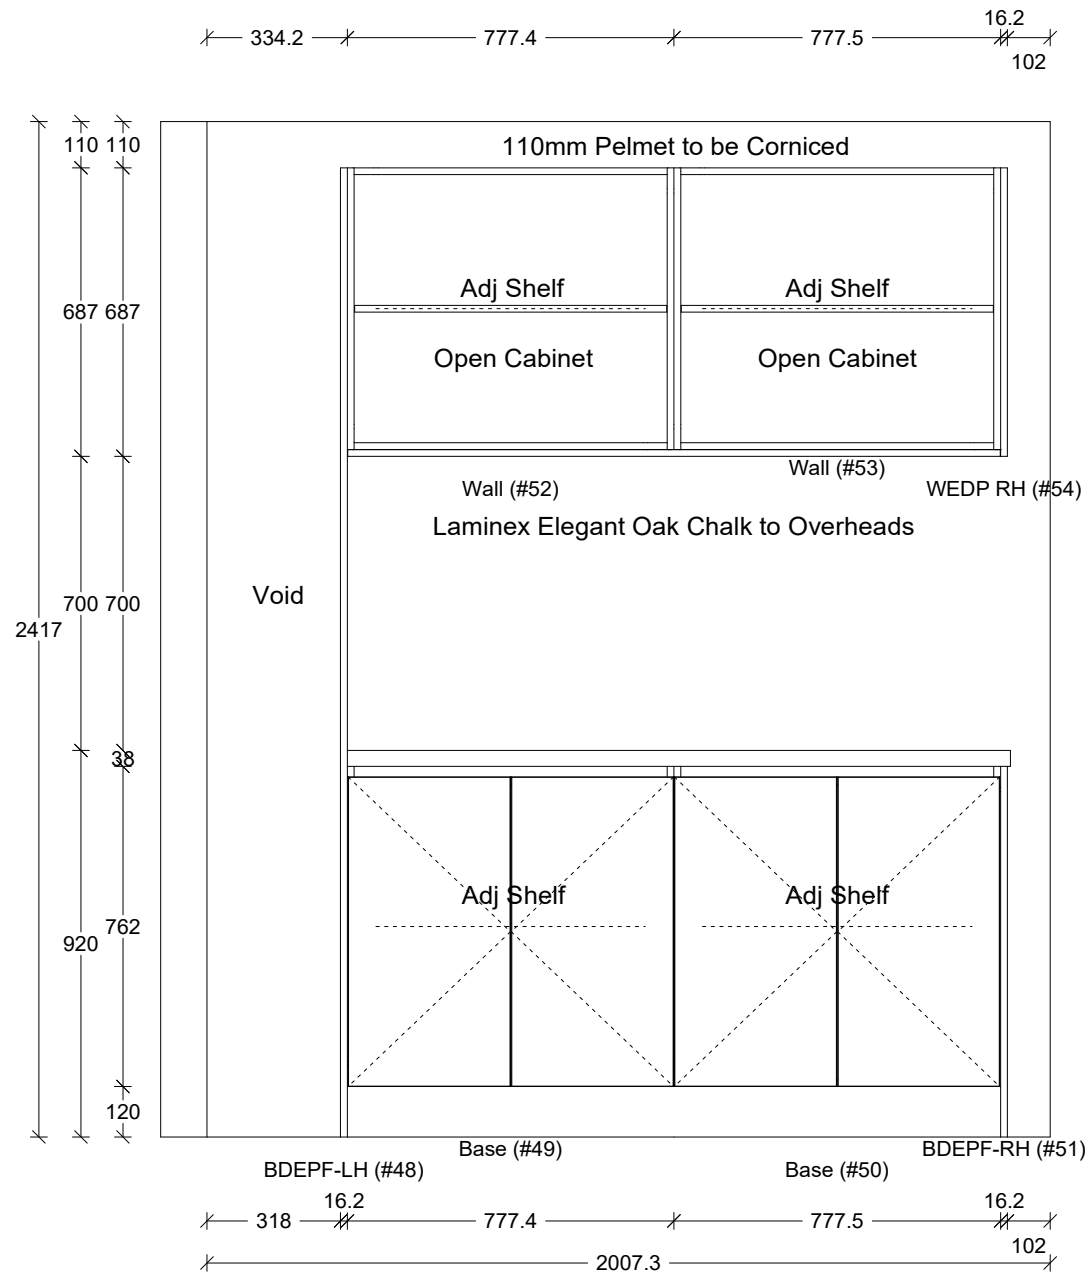 16.2
334.2 777.4 777.5
102
110 110
110mm Pelmet to be Corniced
Adj Shelf Adj Shelf
687 687
Open Cabinet Open Cabinet
Wall (#53)
Wall (#52) WEDP RH (#54)
Laminex Elegant Oak Chalk to Overheads
Void
700 700
2417
38
Adj Shelf Adj Shelf
762
920
120
Base (#49) BDEPF-RH (#51)
BDEPF-LH (#48) Base (#50)
16.2 16.2
318 777.4 777.5
102
2007.3